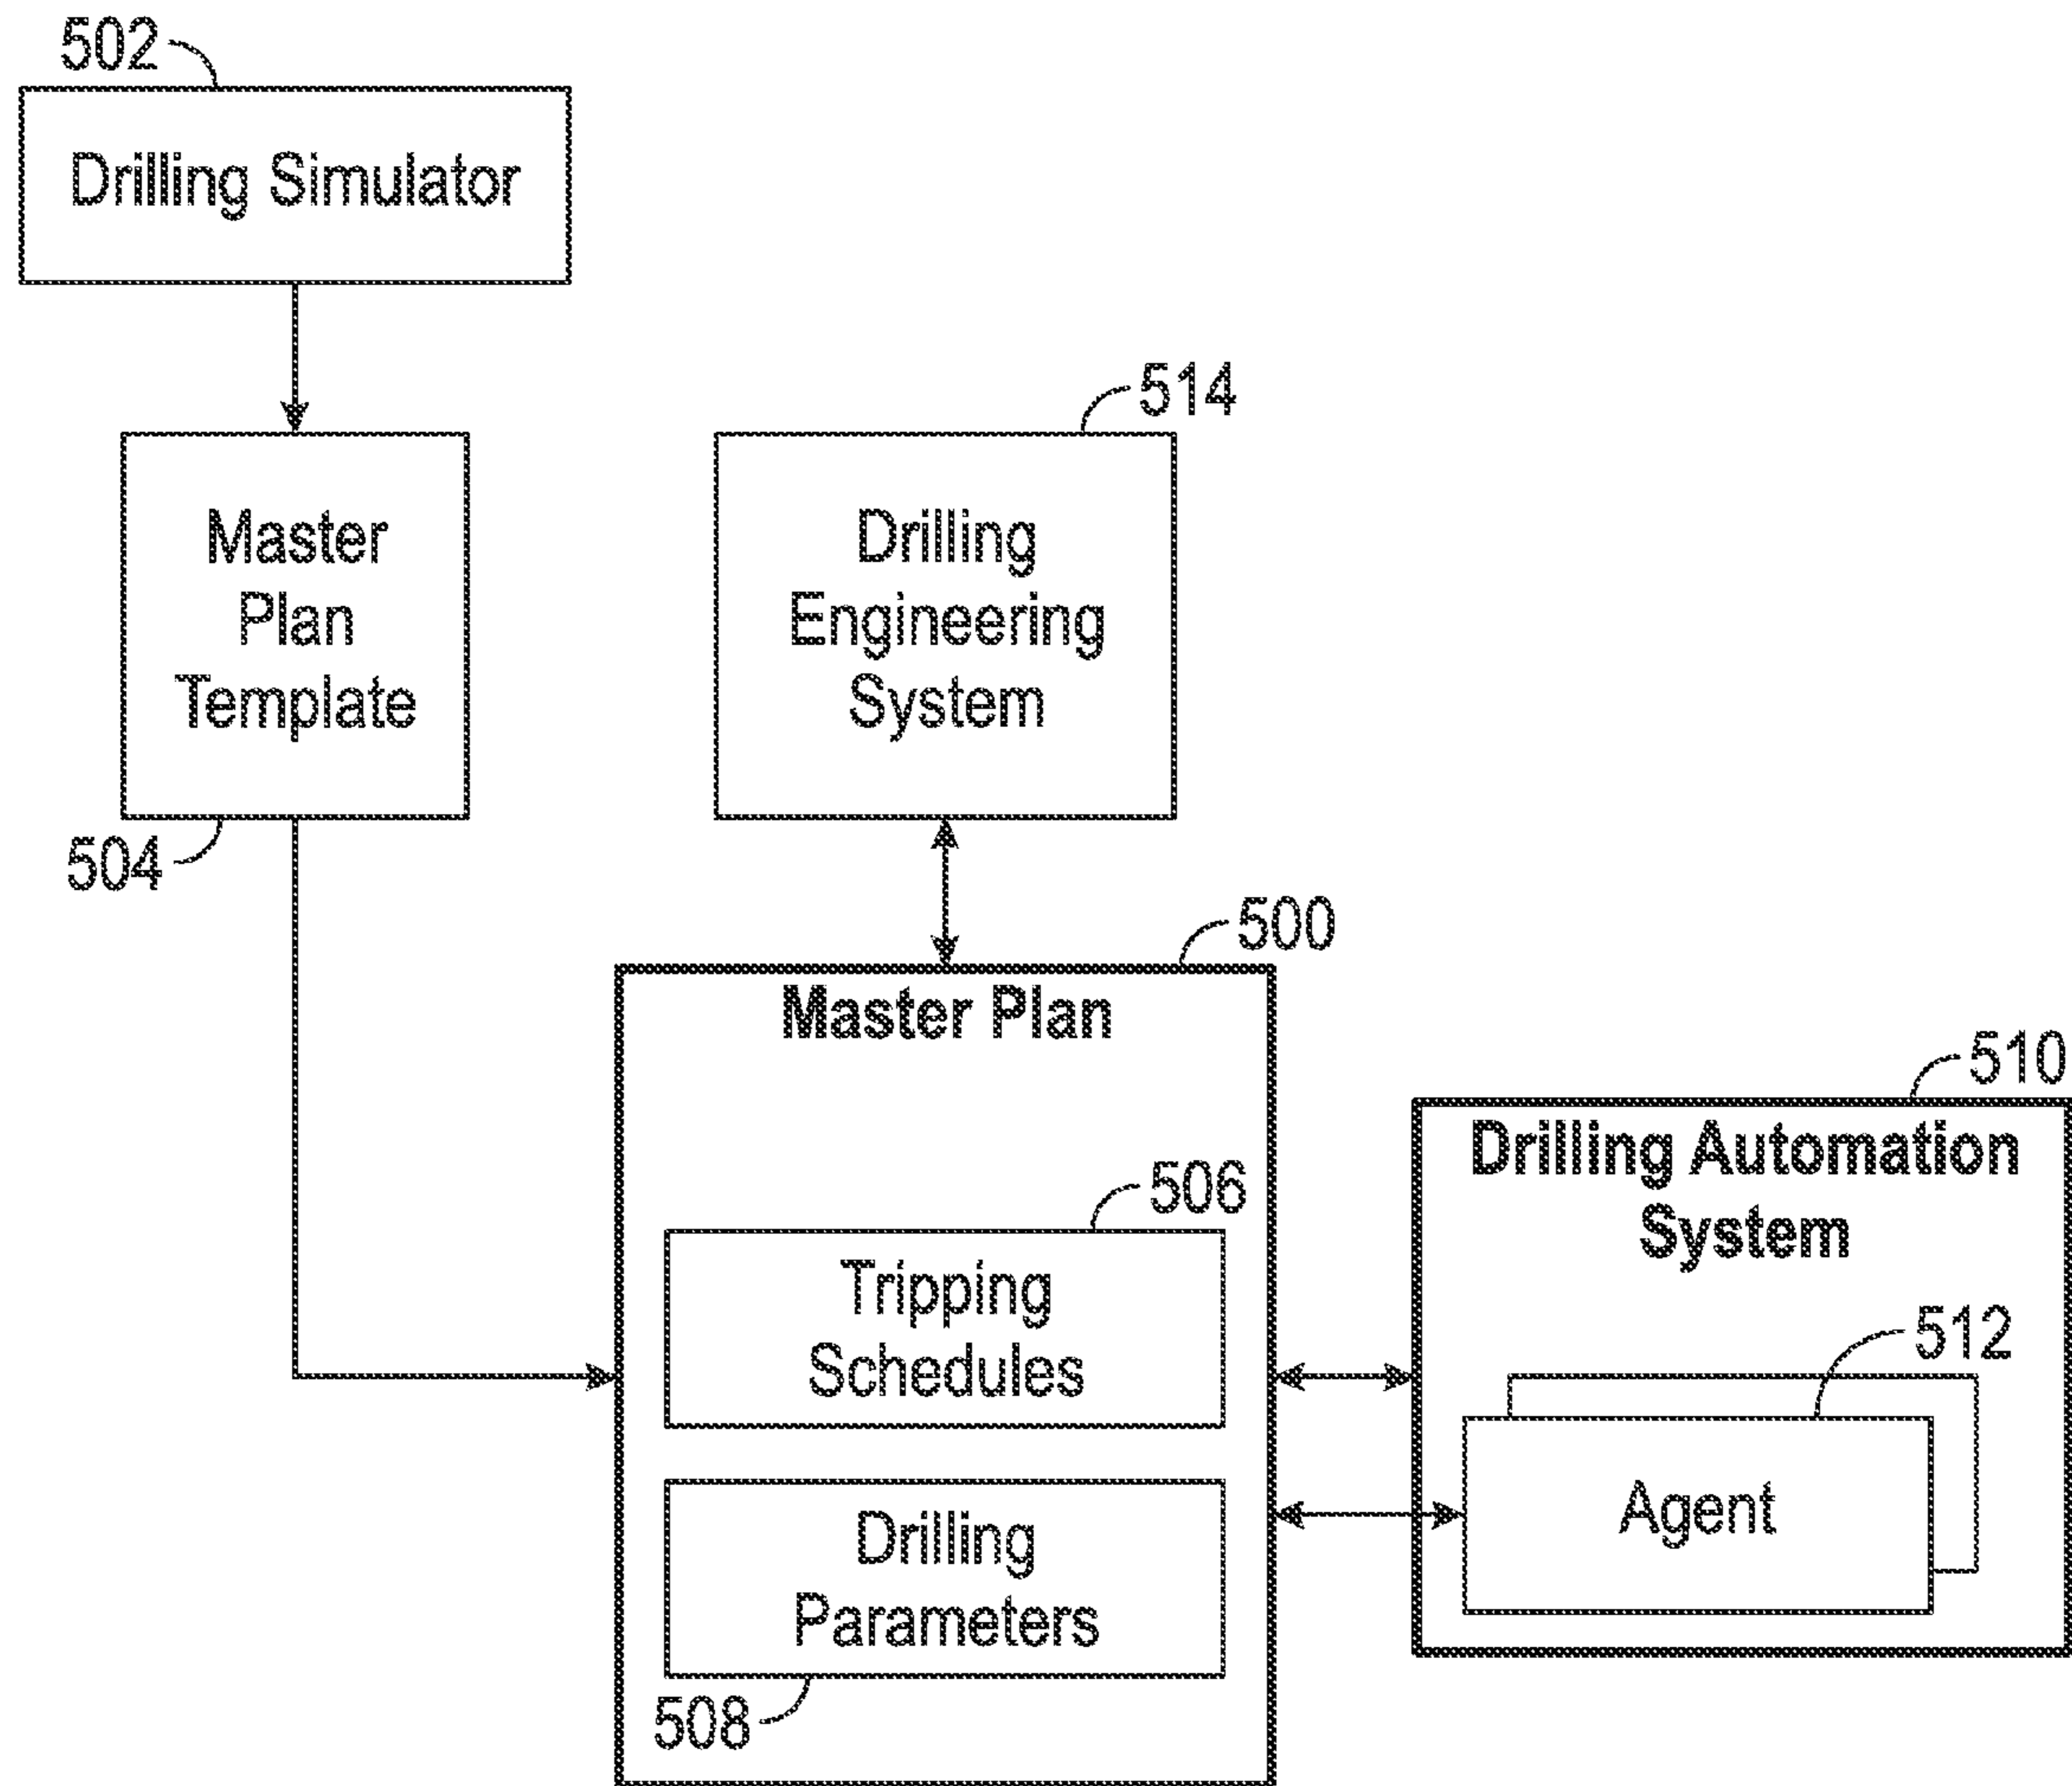 502
Drilling Simulator
514
Master
Plan
Template
504
Drilling
Engineering
System
500
Master Plan
506
Tripping
Schedules
Drilling
Parameters
508
510
Drilling Automation
System
512
Agent